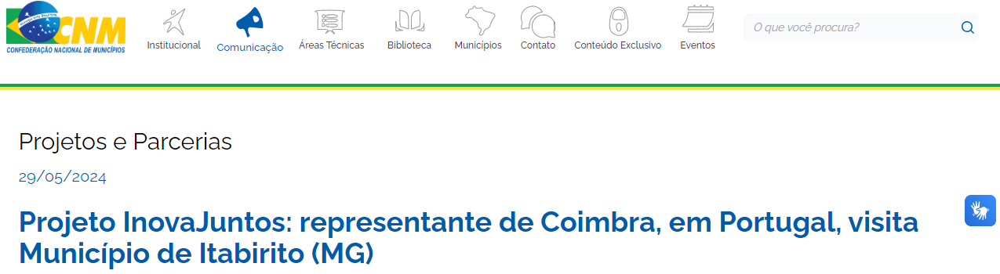 CNM
CONFEDERAÇÃO NACIONAL DE MUNICÍPIOS
Institucional
Comunicação
Áreas Técnicas
Biblioteca
Municípios
Contato
Conteúdo Exclusivo
Eventos
O que você procura?
Projetos e Parcerias
29/05/2024
Projeto InovaJuntos: representante de Coimbra, em Portugal, visita
Município de Itabirito (MG)